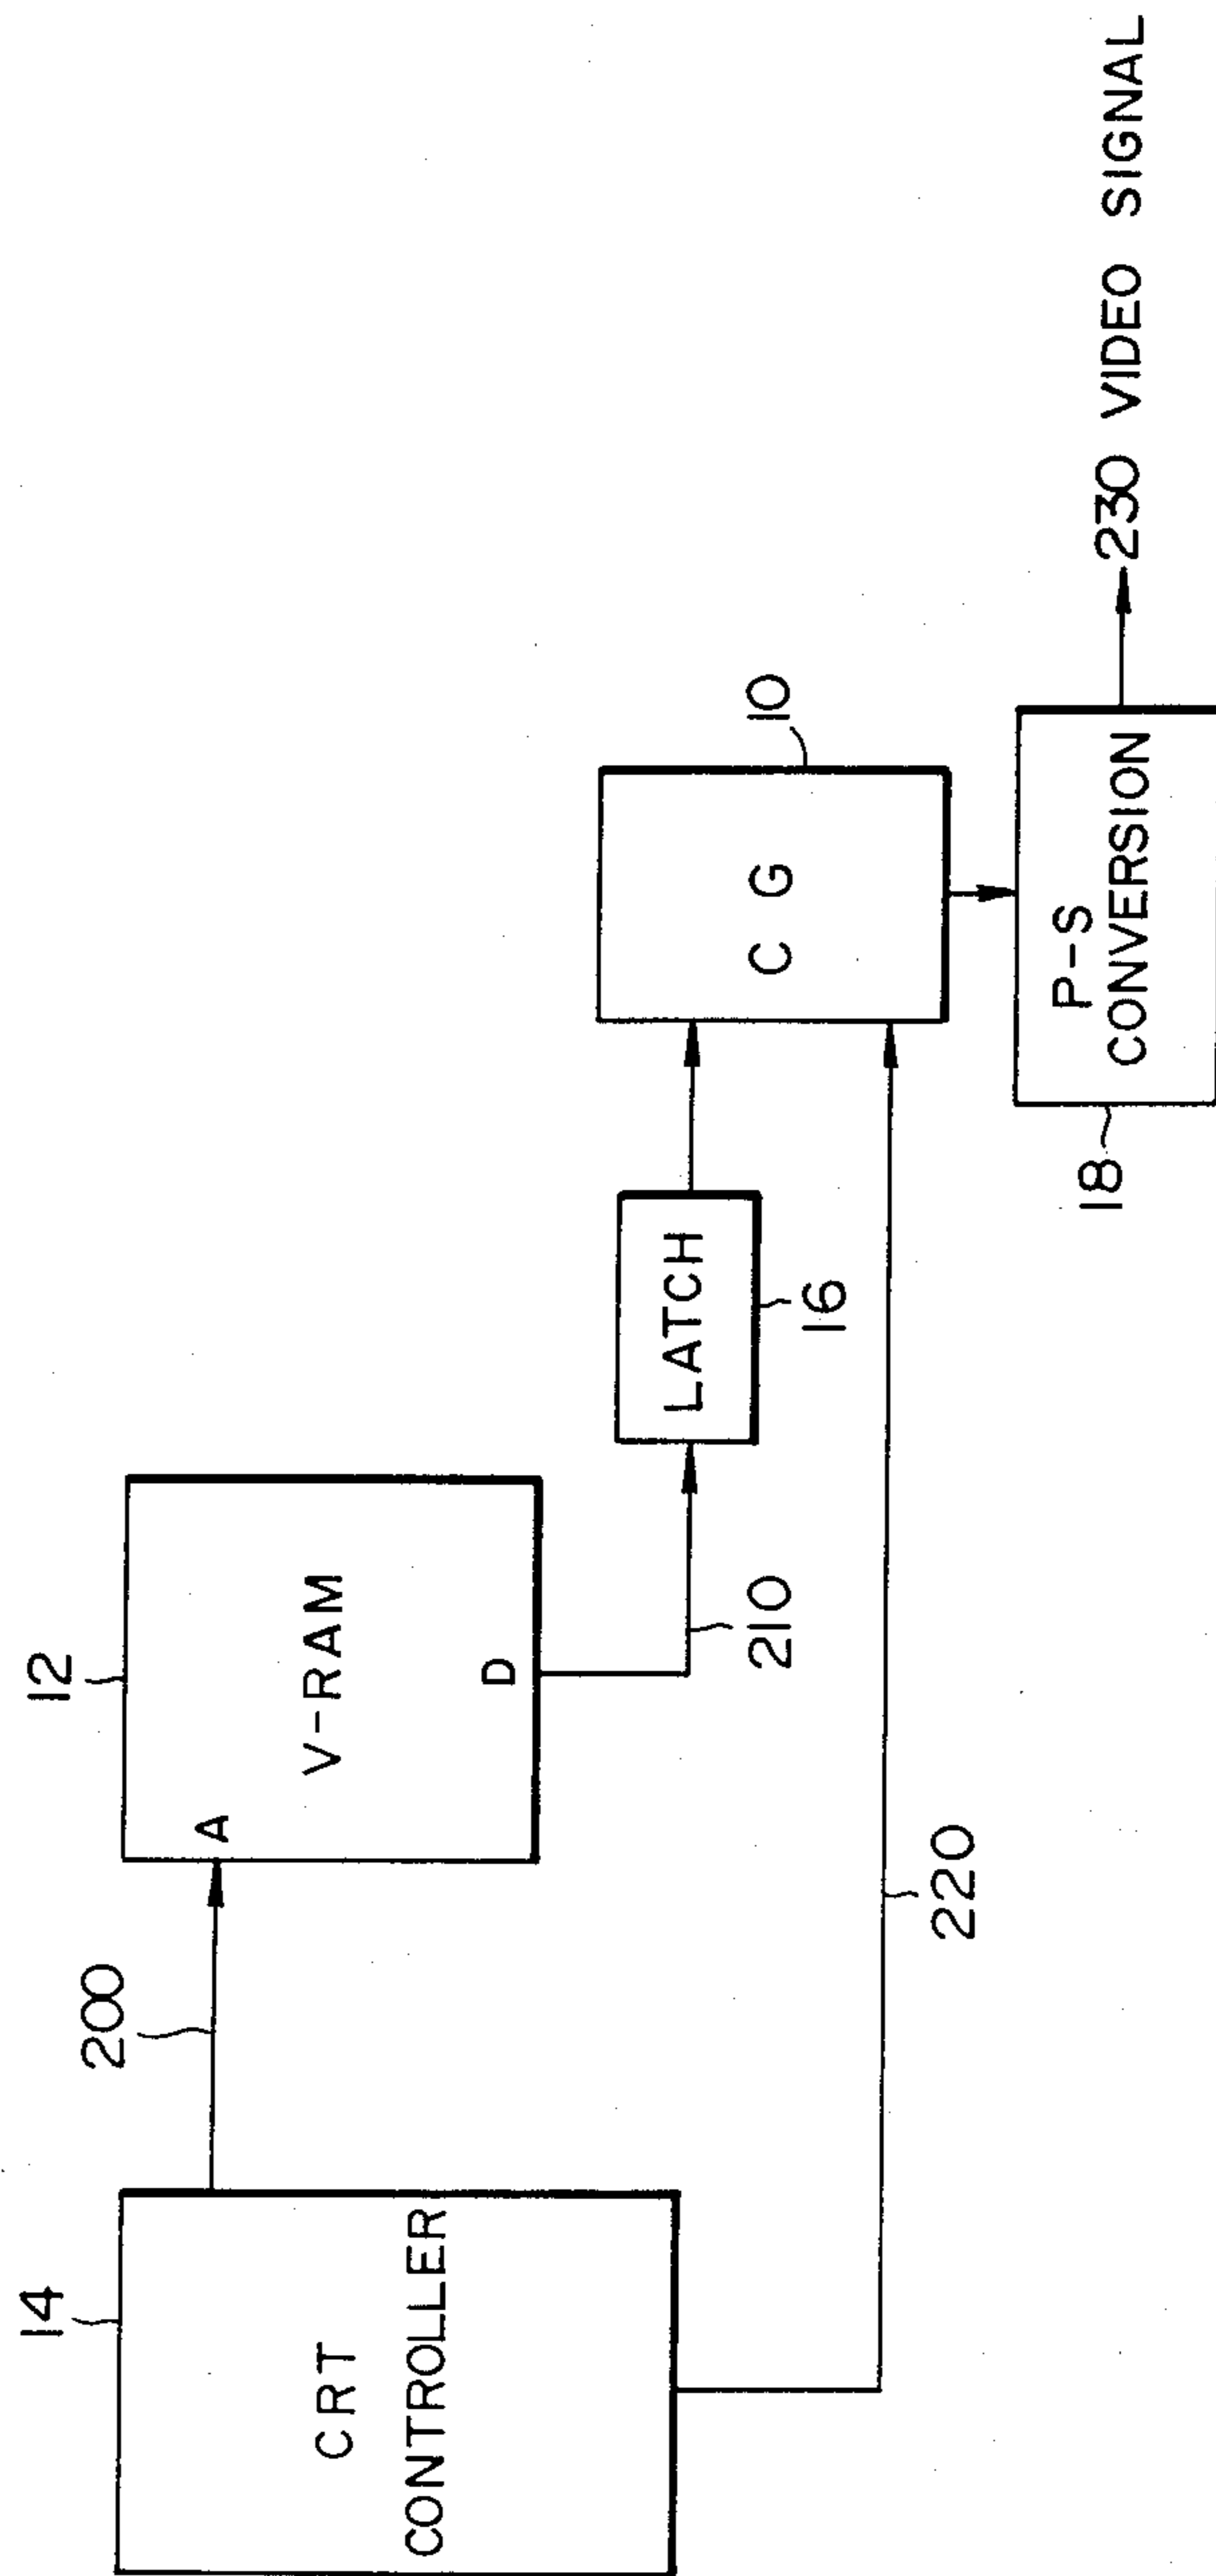 14
CRT
CONTROLLER
200
12
A
V-RAM
D
210
LATCH
16
220
C G
10
P-S
CONVERSION
18
230 VIDEO SIGNAL